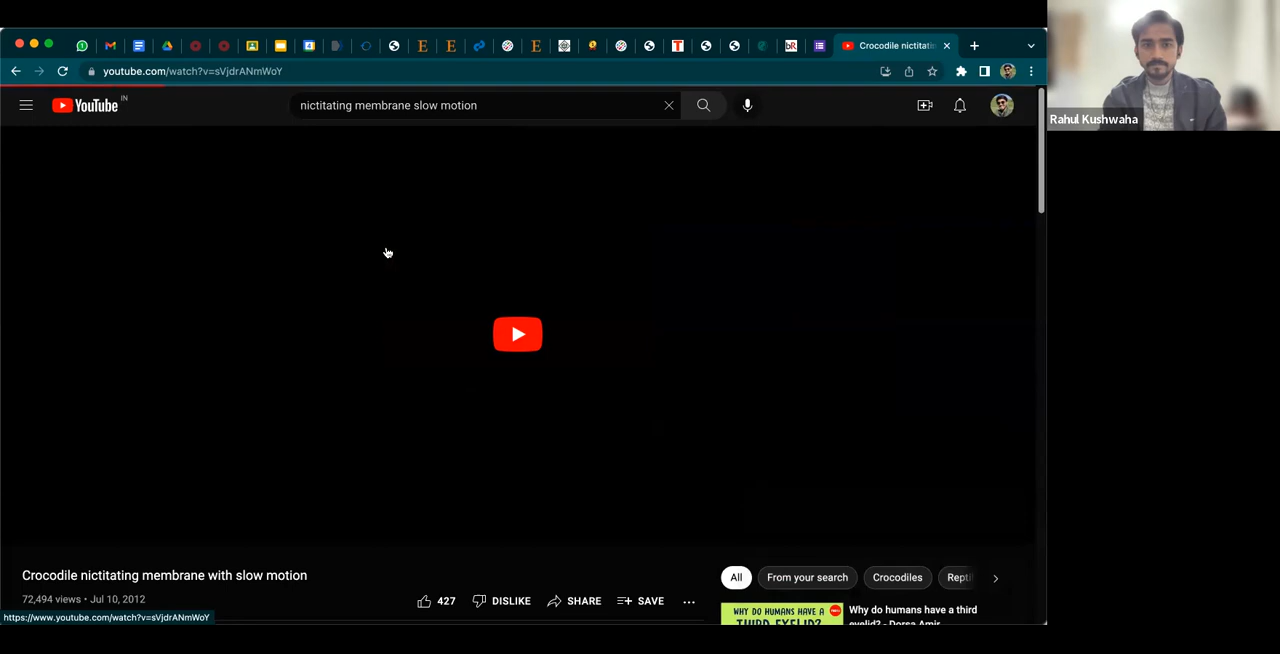 Crocodile nictitatin
youtube.com/watch?v=sVjdrANmWoY
YouTube IN
nictitating membrane slow motion
Rahul Kushwaha
Crocodile nictitating membrane with slow motion
72,494 views • Jul 10, 2012
427 DISLIKE SHARE SAVE
All From your search Crocodiles Repti
WHY DO HUMANS HAVE A THIRD EYELID?
Why do humans have a third eyelid? - Dorsa Amir
https://www.youtube.com/watch?v=sVjdrANmWoY